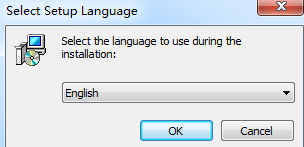 Select Setup Language
Select the language to use during the
installation:
English
OK
Cancel